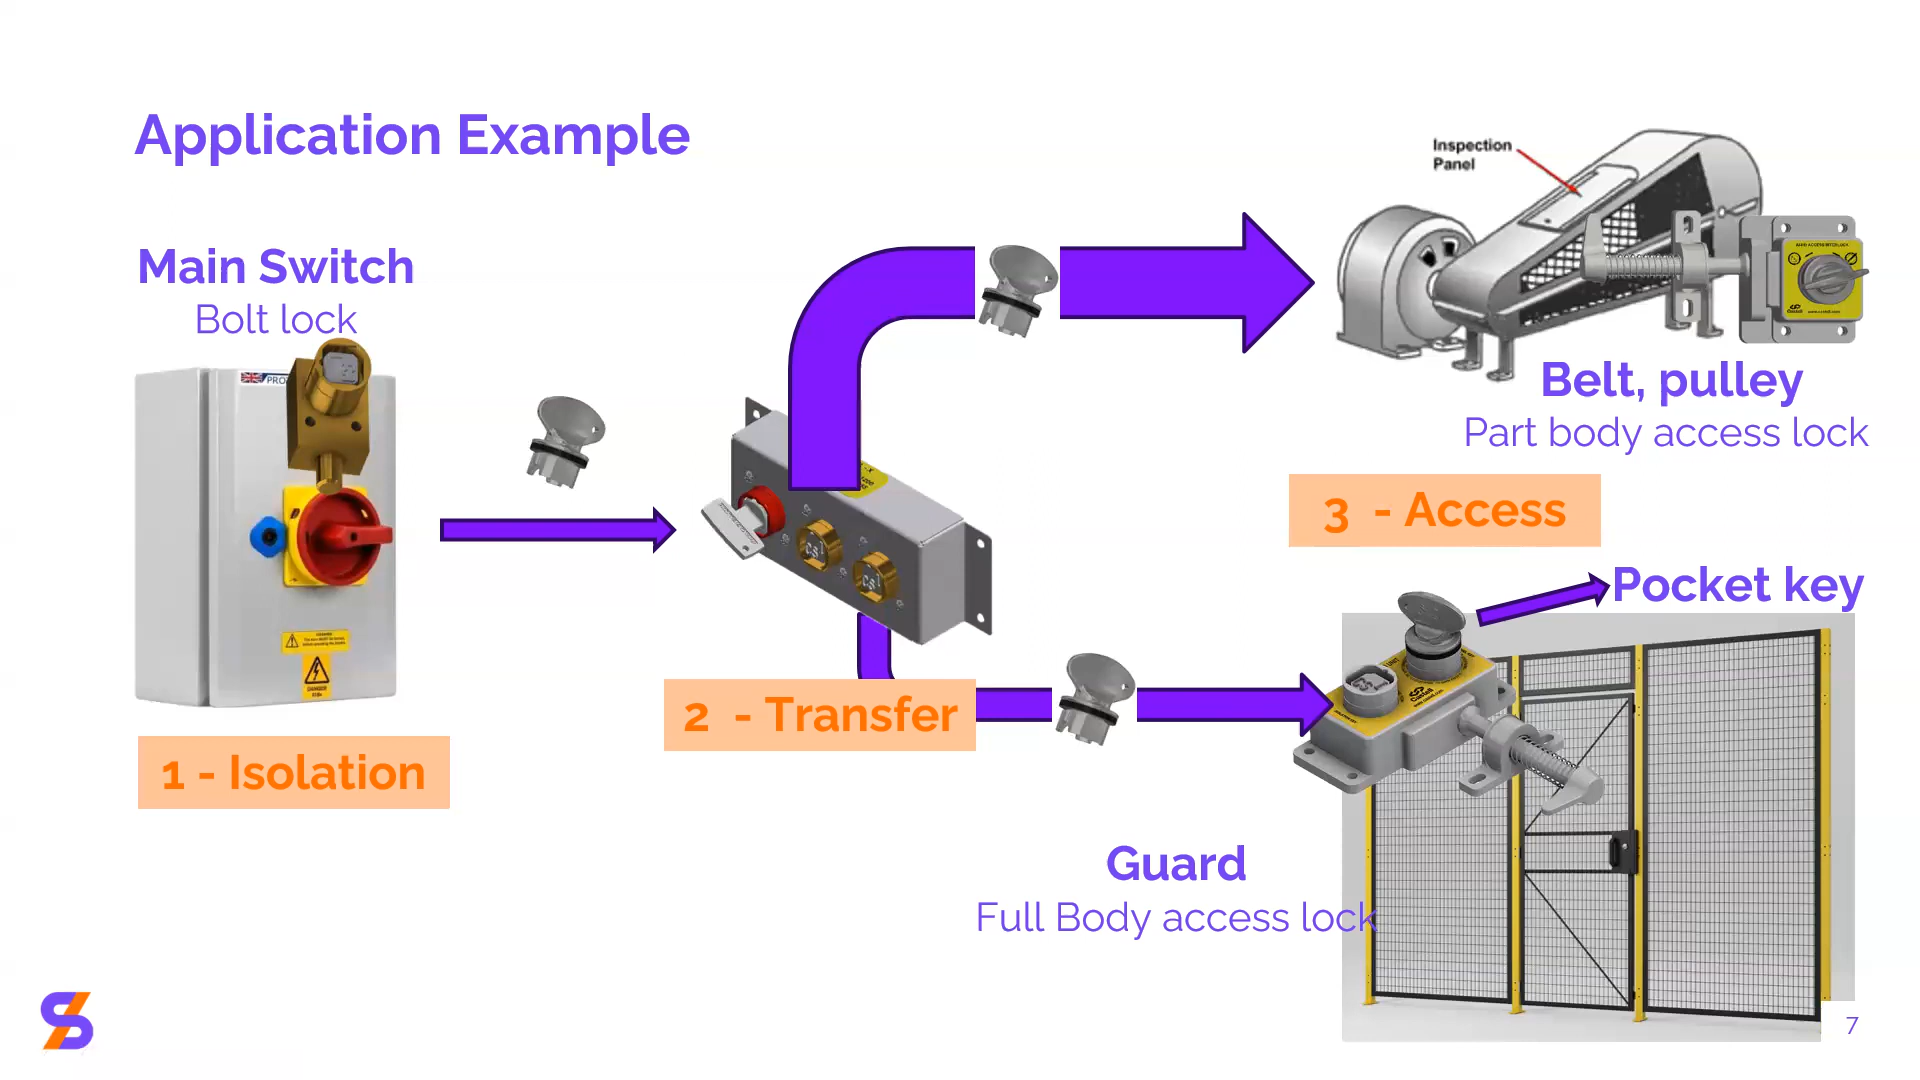 Application Example
Inspection
Panel
Main Switch
Bolt lock
Belt, pulley
Part body access lock
3 - Access
Pocket key
2 - Transfer
1 - Isolation
Guard
Full Body access lock
7